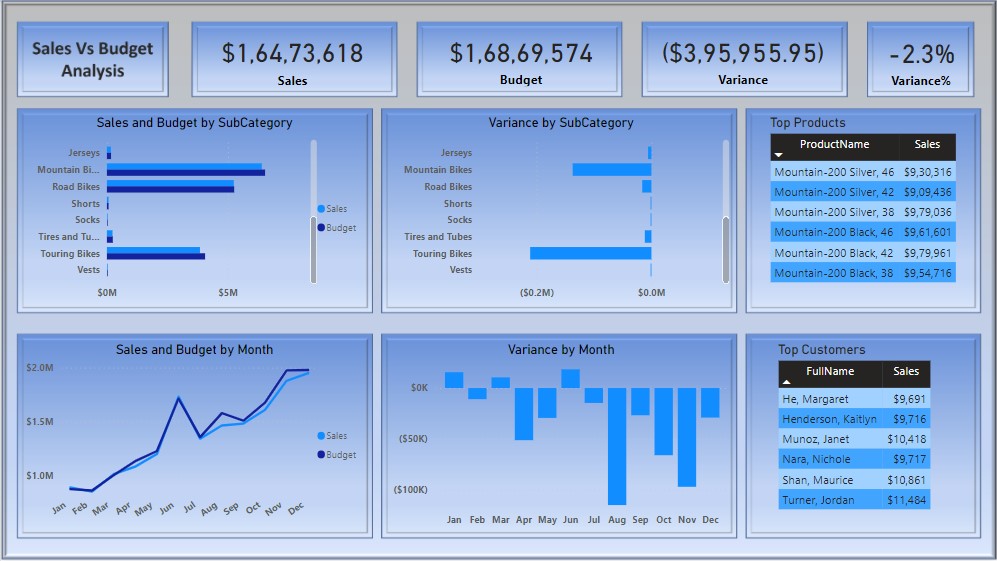 Sales Vs Budget
Analysis
$1,64,73,618
Sales
$1,68,69,574
Budget
($3,95,955.95)
Variance
-2.3%
Variance%
Sales and Budget by SubCategory
Jerseys
Mountain Bi...
Road Bikes
Shorts
Socks
Tires and Tu...
Touring Bikes
Vests
$0M $5M
Sales
Budget
Variance by SubCategory
Jerseys
Mountain Bikes
Road Bikes
Shorts
Socks
Tires and Tubes
Touring Bikes
Vests
($0.2M) $0.0M
Top Products
ProductName Sales
Mountain-200 Silver, 46 $9,30,316
Mountain-200 Silver, 42 $9,09,436
Mountain-200 Silver, 38 $9,79,036
Mountain-200 Black, 46 $9,61,601
Mountain-200 Black, 42 $9,79,961
Mountain-200 Black, 38 $9,54,716
Sales and Budget by Month
$2.0M
$1.5M
$1.0M
Jan Feb Mar Apr May Jun Jul Aug Sep Oct Nov Dec
Sales
Budget
Variance by Month
$0K
($50K)
($100K)
Jan Feb Mar Apr May Jun Jul Aug Sep Oct Nov Dec
Top Customers
FullName Sales
He, Margaret $9,691
Henderson, Kaitlyn $9,716
Munoz, Janet $10,418
Nara, Nichole $9,717
Shan, Maurice $10,861
Turner, Jordan $11,484